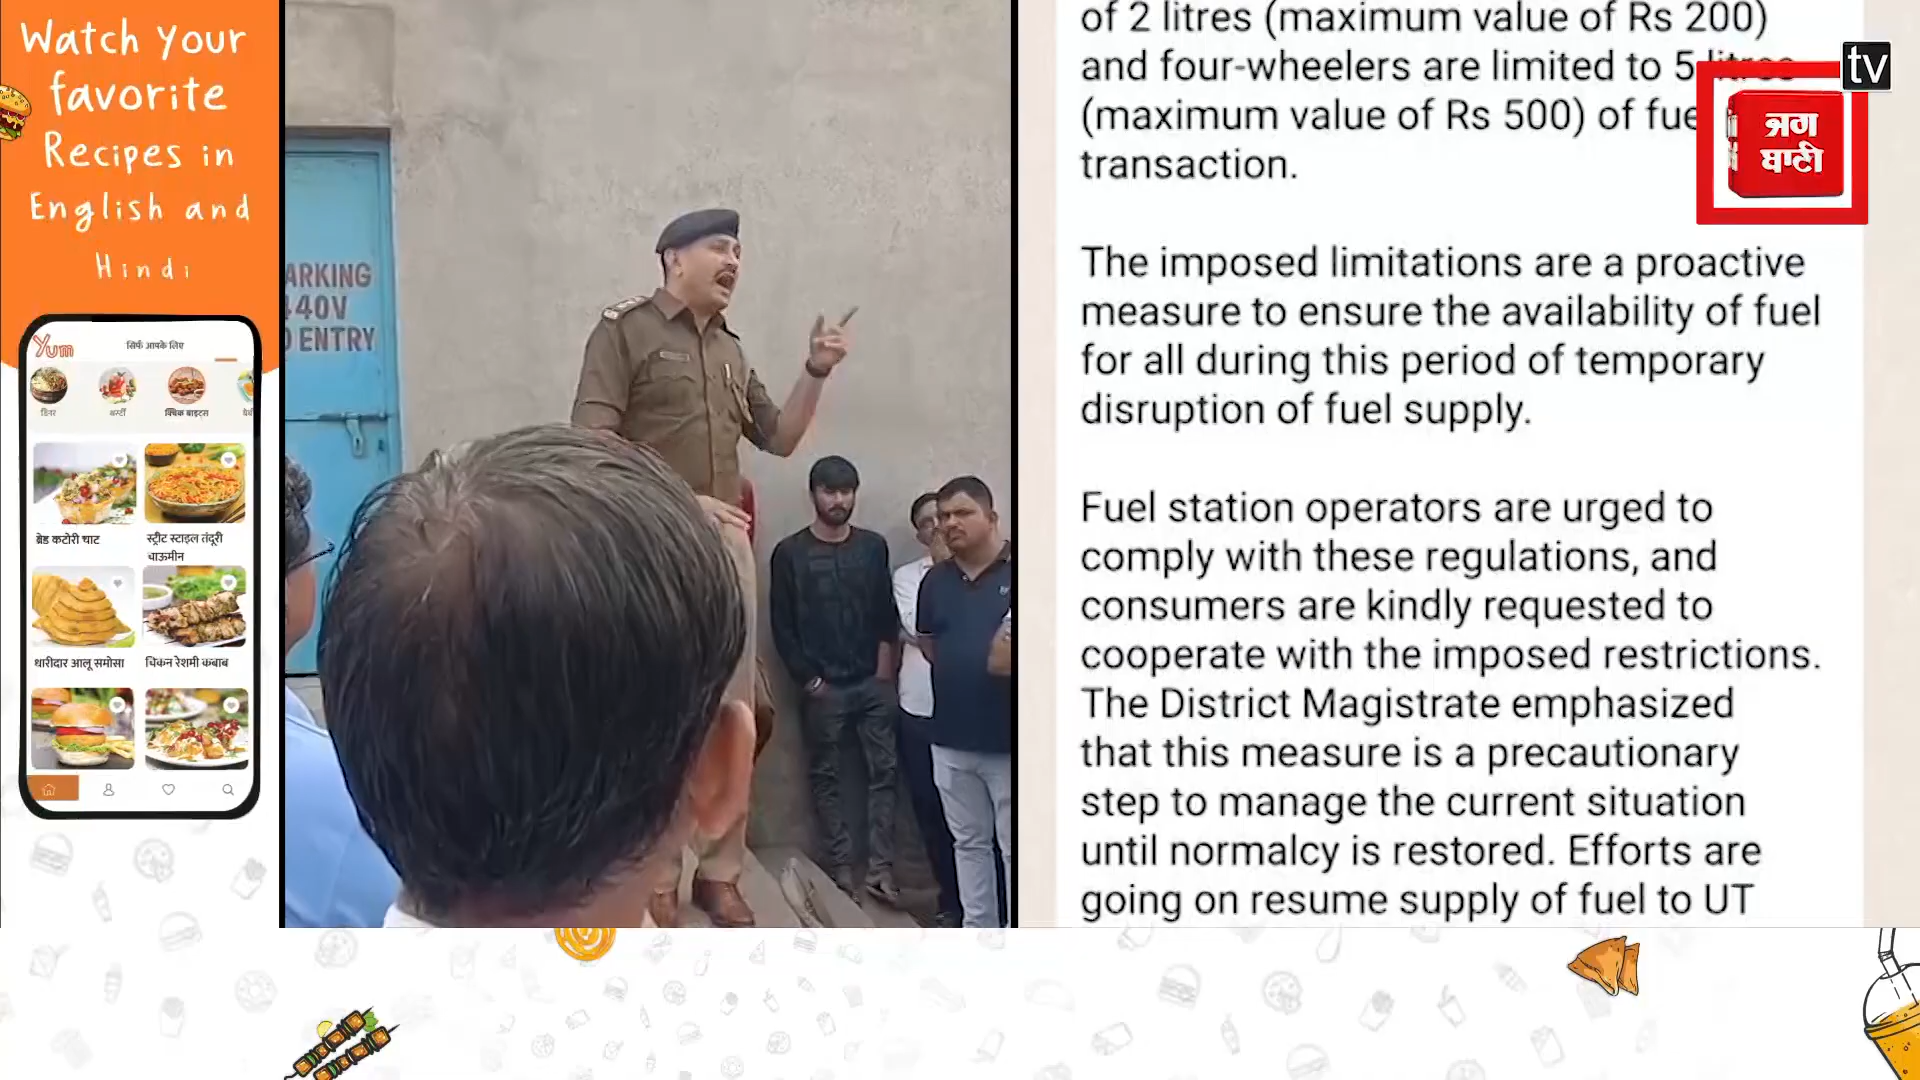 Watch your
favorite
Recipes in
English and
Hindi
Yum
सिर्फ आपके लिए
डिनर
क्विक बाइट्स
ब्रेड कटोरी चाट
स्ट्रीट स्टाइल तंदूरी
चाऊमीन
धारीदार आलू समोसा
चिकन रेशमी कबाब
ARKING
440V
ENTRY
of 2 litres (maximum value of Rs 200)
and four-wheelers are limited to 5 litres
(maximum value of Rs 500) of fue
transaction.
The imposed limitations are a proactive
measure to ensure the availability of fuel
for all during this period of temporary
disruption of fuel supply.
Fuel station operators are urged to
comply with these regulations, and
consumers are kindly requested to
cooperate with the imposed restrictions.
The District Magistrate emphasized
that this measure is a precautionary
step to manage the current situation
until normalcy is restored. Efforts are
going on resume supply of fuel to UT
tv
ਜਗ
ਬਾਣੀ